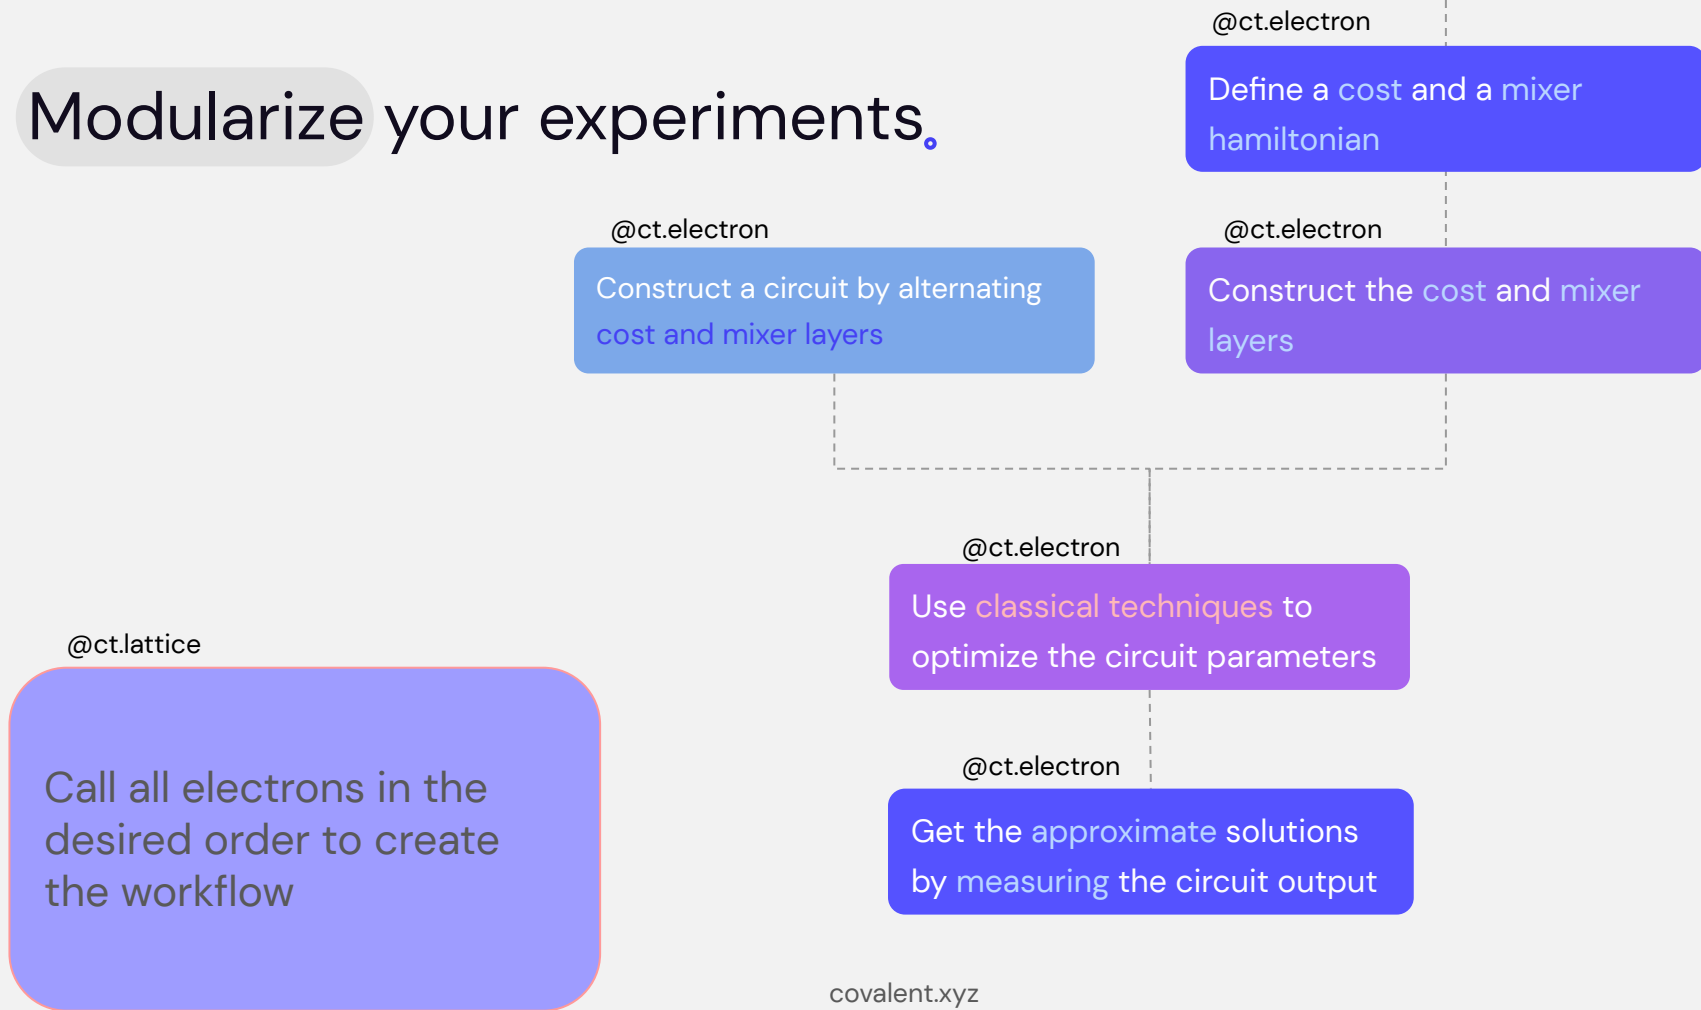 Modularize your experiments.
@ct.electron
Define a cost and a mixer
hamiltonian
@ct.electron
Construct a circuit by alternating
cost and mixer layers
@ct.electron
Construct the cost and mixer
layers
@ct.electron
Use classical techniques to
optimize the circuit parameters
@ct.lattice
Call all electrons in the
desired order to create
the workflow
@ct.electron
Get the approximate solutions
by measuring the circuit output
covalent.xyz